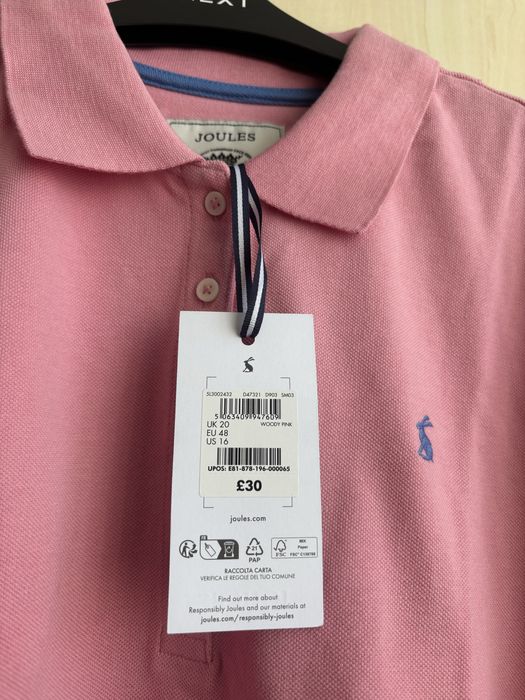 NEXT
JOULES
5L3002432 D47321 D903 SM03
5 063409 947609
UK 20 WOODY PINK
EU 48
US 16
UPOS: E81-878-196-000065
£30
joules.com
21
PAP
FSC
MIX
Paper
RACCOLTA CARTA
VERIFICA LE REGOLE DEL TUO COMUNE
Find out more about
Responsibly Joules and our materials at
joules.com/responsibly-joules